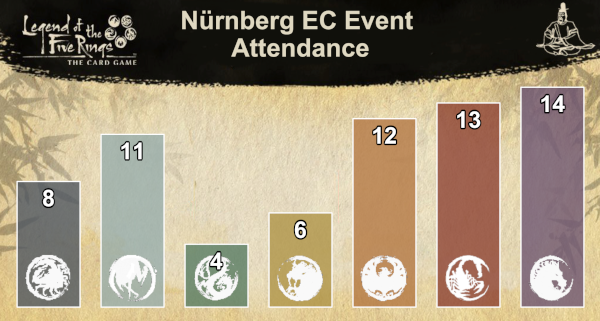 Legend of the
Five Rings
THE CARD GAME
Nürnberg EC Event
Attendance
8
11
4
6
12
13
14